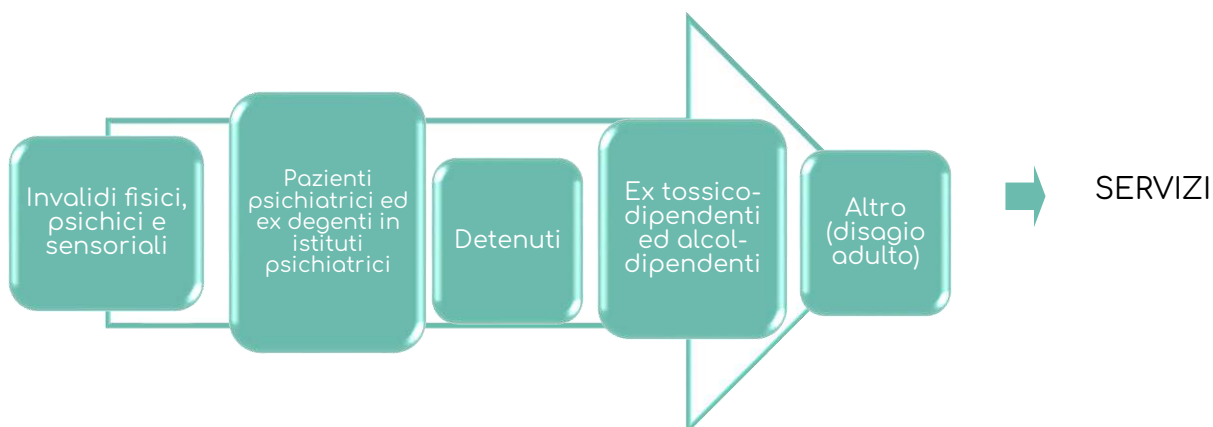 Invalidi fisici,
psichici e
sensoriali
Pazienti
psichiatrici ed
ex degenti in
istituti
psichiatrici
Detenuti
Ex tossico-
dipendenti
ed alcol-
dipendenti
Altro
(disagio
adulto)
SERVIZI